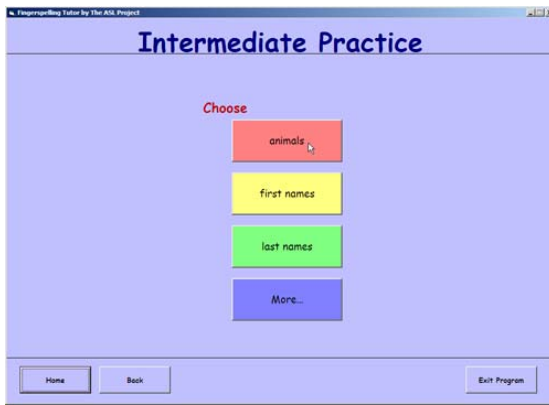 Fingerspelling Tutor by The ASL Project
Intermediate Practice
Choose
animals
first names
last names
More...
Home Back Exit Program